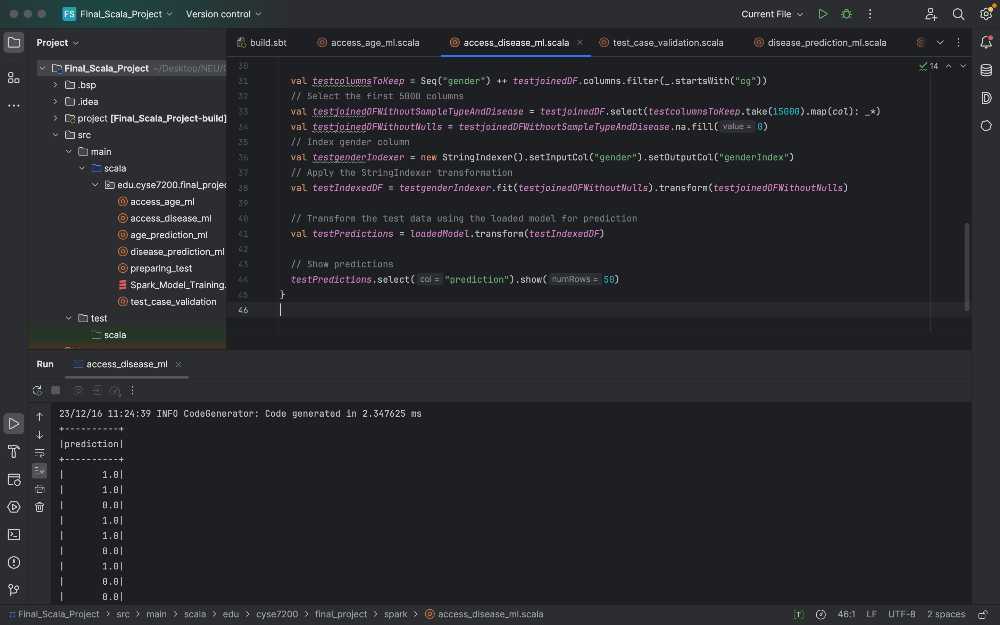 FS Final_Scala_Project Version control Current File
Project
build.sbt access_age_ml.scala access_disease_ml.scala test_case_validation.scala disease_prediction_ml.scala
Final_Scala_Project ~/Desktop/NEU/
.bsp
.idea
project [Final_Scala_Project-build]
src
main
scala
edu.cyse7200.final_projec
access_age_ml
access_disease_ml
age_prediction_ml
disease_prediction_ml
preparing_test
Spark_Model_Training.
test_case_validation
test
scala
14
30
31 val testcolumnsToKeep = Seq("gender") ++ testjoinedDF.columns.filter(_.startsWith("cg"))
32 // Select the first 5000 columns
33 val testjoinedDFWithoutSampleTypeAndDisease = testjoinedDF.select(testcolumnsToKeep.take(15000).map(col): _*)
34 val testjoinedDFWithoutNulls = testjoinedDFWithoutSampleTypeAndDisease.na.fill( value = 0)
35 // Index gender column
36 val testgenderIndexer = new StringIndexer().setInputCol("gender").setOutputCol("genderIndex")
37 // Apply the StringIndexer transformation
38 val testIndexedDF = testgenderIndexer.fit(testjoinedDFWithoutNulls).transform(testjoinedDFWithoutNulls)
39
40 // Transform the test data using the loaded model for prediction
41 val testPredictions = loadedModel.transform(testIndexedDF)
42
43 // Show predictions
44 testPredictions.select( col = "prediction").show( numRows = 50)
45 }
46
Run access_disease_ml
23/12/16 11:24:39 INFO CodeGenerator: Code generated in 2.347625 ms
+----------+
|prediction|
+----------+
|       1.0|
|       1.0|
|       0.0|
|       1.0|
|       1.0|
|       0.0|
|       1.0|
|       0.0|
|       0.0|
Final_Scala_Project > src > main > scala > edu > cyse7200 > final_project > spark > access_disease_ml.scala [T] 46:1 LF UTF-8 2 spaces